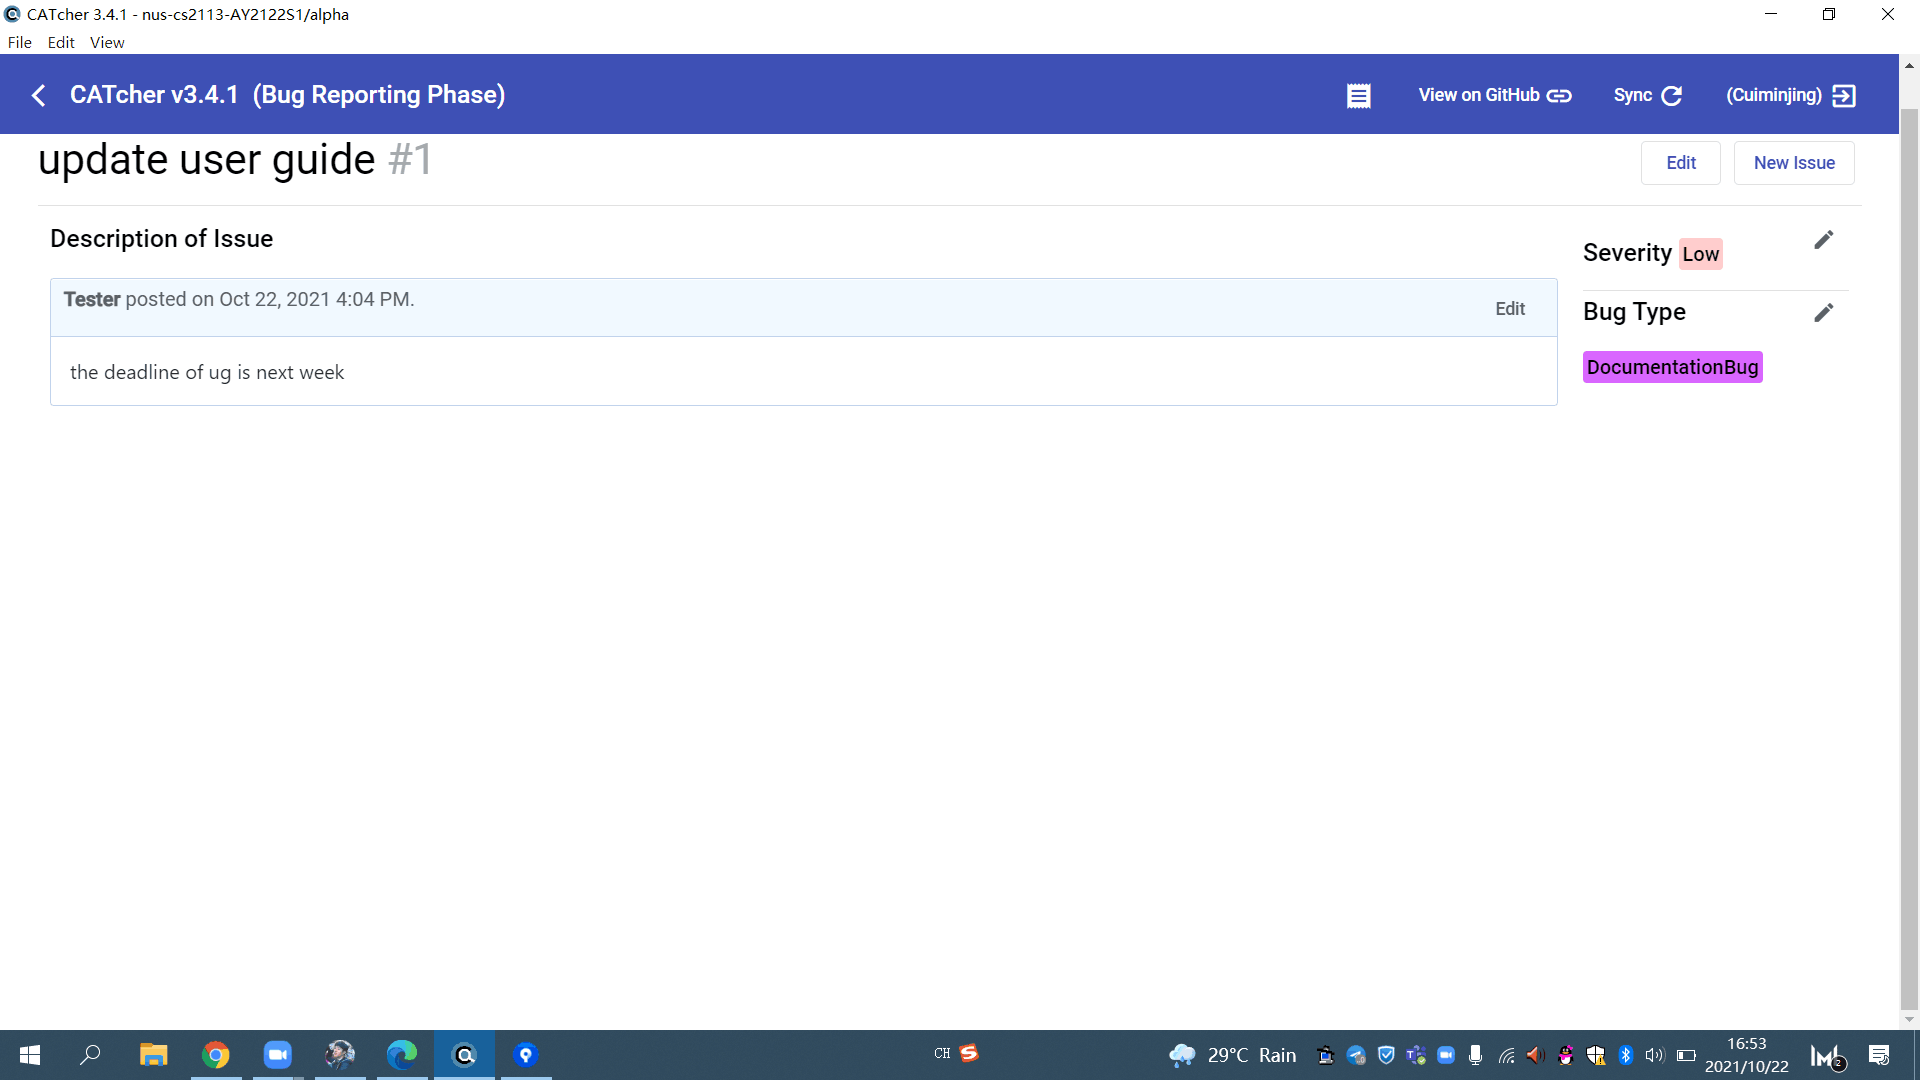 CATcher 3.4.1 - nus-cs2113-AY2122S1/alpha
File Edit View
CATcher v3.4.1 (Bug Reporting Phase)
View on GitHub
Sync
(Cuiminjing)
update user guide #1
Edit
New Issue
Description of Issue
Severity Low
Tester posted on Oct 22, 2021 4:04 PM.
Edit
Bug Type
the deadline of ug is next week
DocumentationBug
CH
29°C Rain
16:53
2021/10/22
2